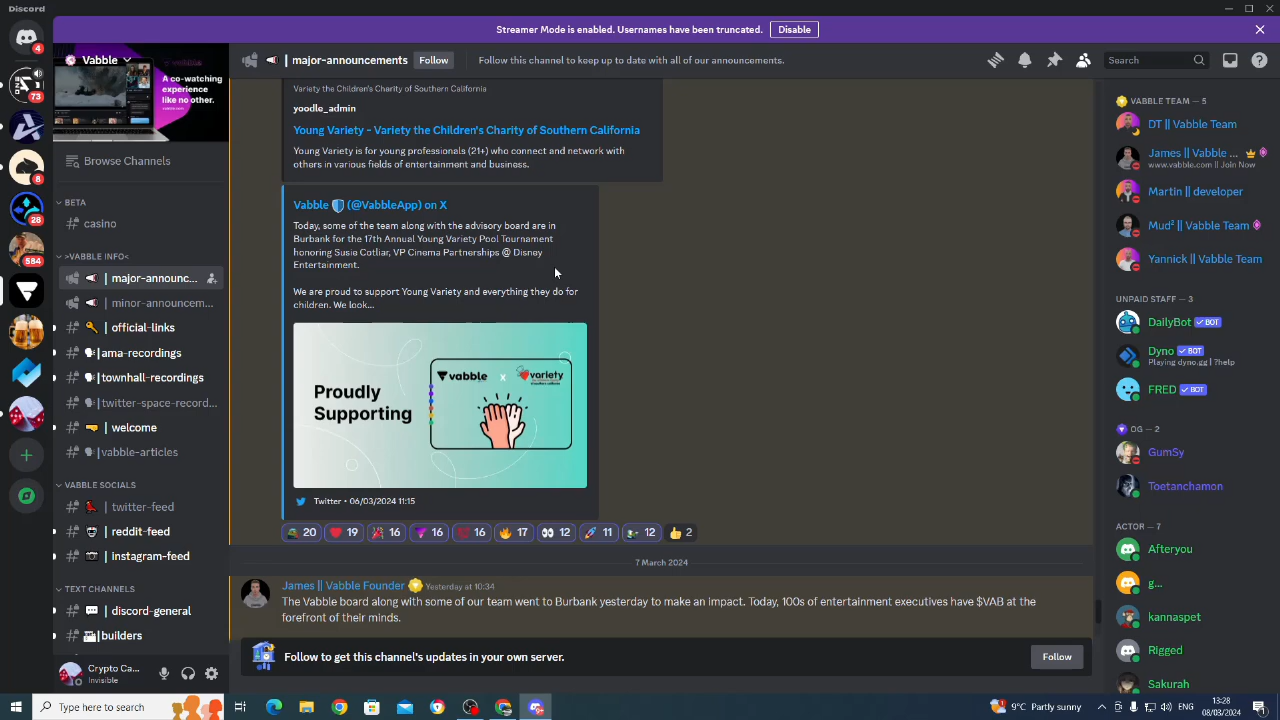 Discord
Streamer Mode is enabled. Usernames have been truncated.
Disable
4
73
8
28
584
Vabble
A co-watching
experience
like no other.
Browse Channels
BETA
casino
>VABBLE INFO<
| major-announc...
| minor-announcem...
| official-links
| ama-recordings
| townhall-recordings
| twitter-space-record...
| welcome
| vabble-articles
VABBLE SOCIALS
| twitter-feed
| reddit-feed
| instagram-feed
TEXT CHANNELS
| discord-general
| builders
Crypto Ca...
Invisible
| major-announcements
Follow
Follow this channel to keep up to date with all of our announcements.
Search
Variety the Children's Charity of Southern California
yoodle_admin
Young Variety - Variety the Children's Charity of Southern California
Young Variety is for young professionals (21+) who connect and network with
others in various fields of entertainment and business.
Vabble (@VabbleApp) on X
Today, some of the team along with the advisory board are in
Burbank for the 17th Annual Young Variety Pool Tournament
honoring Susie Cotliar, VP Cinema Partnerships @ Disney
Entertainment.
We are proud to support Young Variety and everything they do for
children. We look...
Proudly
Supporting
vabble
x
variety
Twitter • 06/03/2024 11:15
20 19 16 16 16 17 12 11 12 2
7 March 2024
James || Vabble Founder Yesterday at 10:34
The Vabble board along with some of our team went to Burbank yesterday to make an impact. Today, 100s of entertainment executives have $VAB at the
forefront of their minds.
Follow to get this channel's updates in your own server.
Follow
VABBLE TEAM — 5
DT || Vabble Team
James || Vabble ...
www.vabble.com || Join Now
Martin || developer
Mud² || Vabble Team
Yannick || Vabble Team
UNPAID STAFF — 3
DailyBot
BOT
Dyno
BOT
Playing dyno.gg | ?help
FRED
BOT
OG — 2
GumSy
Toetanchamon
ACTOR — 7
Afteryou
g...
kannaspet
Rigged
Sakurah
Type here to search
9°C Partly sunny
ENG
13:28
08/03/2024
1